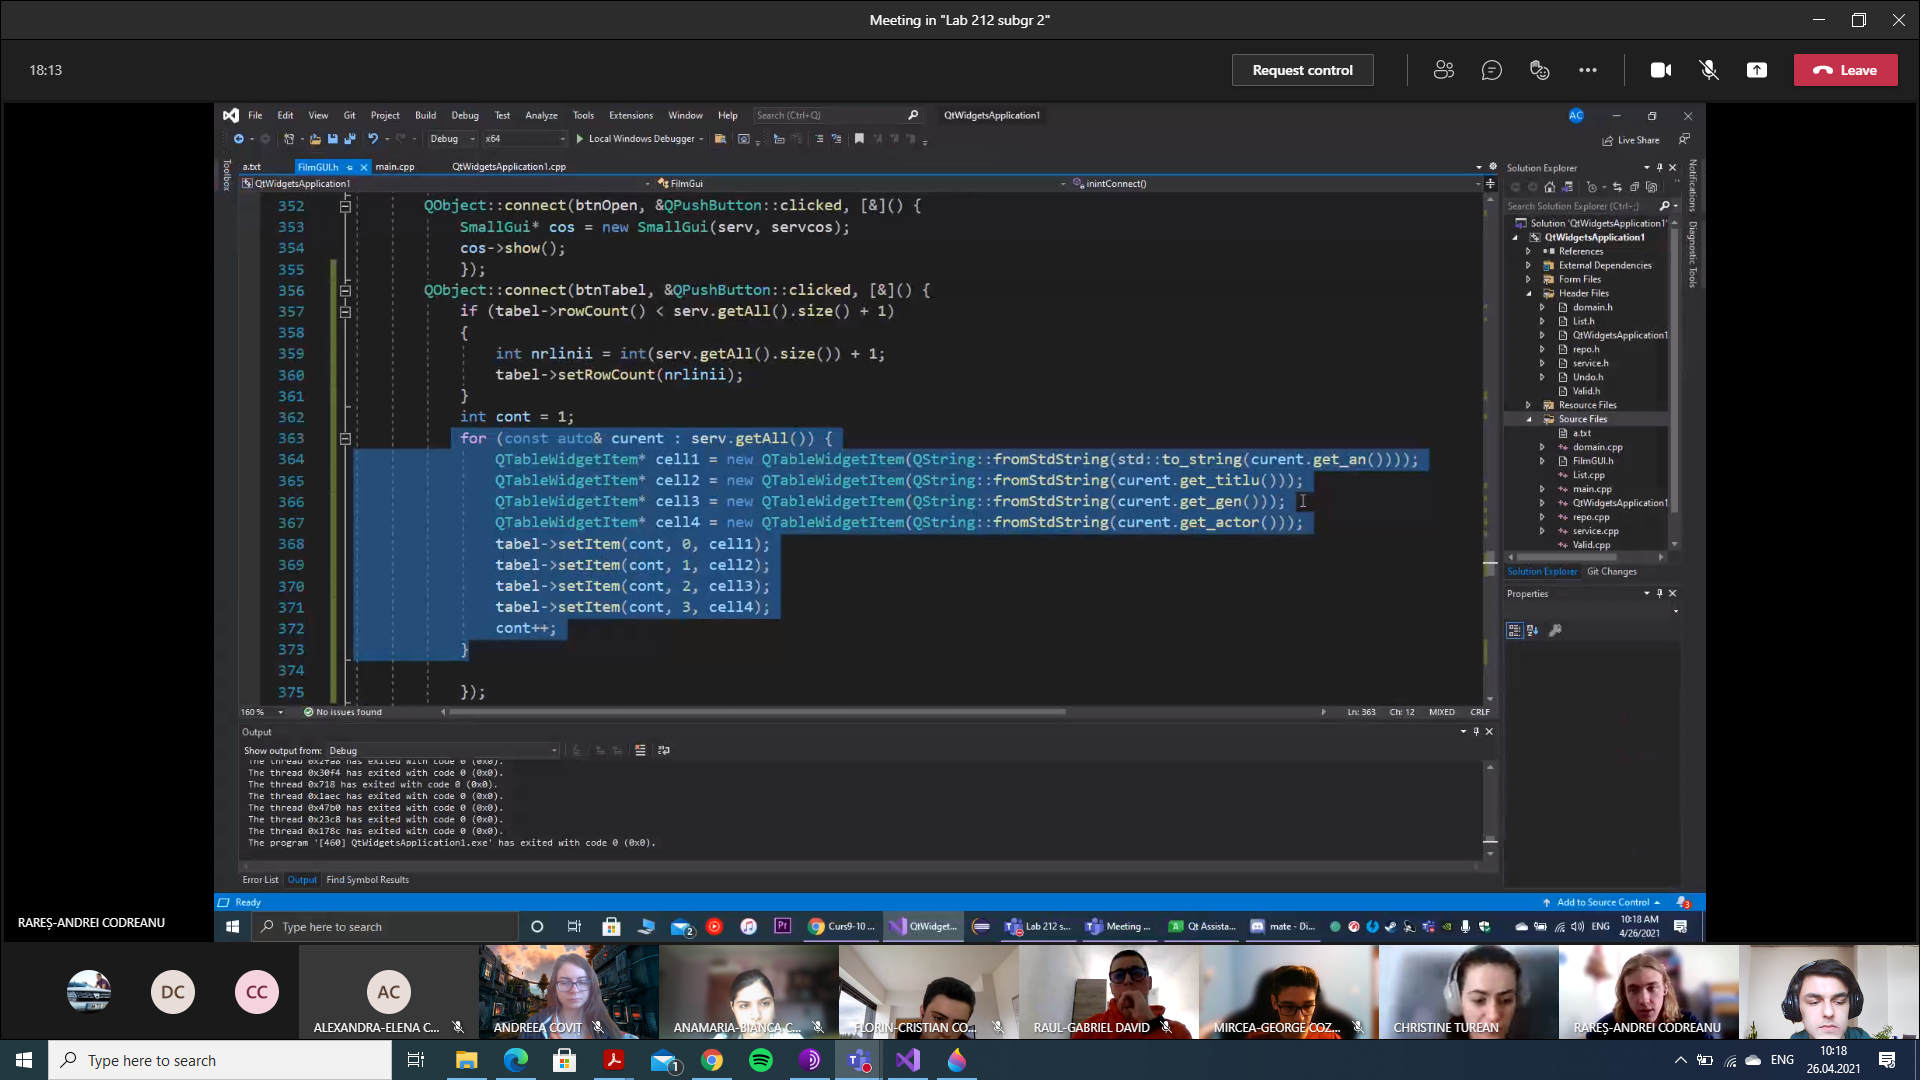 Meeting in "Lab 212 subgr 2"
18:13
Request control
Leave
File Edit View Git Project Build Debug Test Analyze Tools Extensions Window Help Search (Ctrl+Q) QtWidgetsApplication1 AC
Debug x64 Local Windows Debugger Live Share
Toolbox
a.txt FilmGUI.h main.cpp QtWidgetsApplication1.cpp
QtWidgetsApplication1 FilmGui inintConnect()
352 QObject::connect(btnOpen, &QPushButton::clicked, [&]() {
353 SmallGui* cos = new SmallGui(serv, servcos);
354 cos->show();
355 });
356 QObject::connect(btnTabel, &QPushButton::clicked, [&]() {
357 if (tabel->rowCount() < serv.getAll().size() + 1)
358 {
359 int nrlinii = int(serv.getAll().size()) + 1;
360 tabel->setRowCount(nrlinii);
361 }
362 int cont = 1;
363 for (const auto& curent : serv.getAll()) {
364 QTableWidgetItem* cell1 = new QTableWidgetItem(QString::fromStdString(std::to_string(curent.get_an())));
365 QTableWidgetItem* cell2 = new QTableWidgetItem(QString::fromStdString(curent.get_titlu()));
366 QTableWidgetItem* cell3 = new QTableWidgetItem(QString::fromStdString(curent.get_gen()));
367 QTableWidgetItem* cell4 = new QTableWidgetItem(QString::fromStdString(curent.get_actor()));
368 tabel->setItem(cont, 0, cell1);
369 tabel->setItem(cont, 1, cell2);
370 tabel->setItem(cont, 2, cell3);
371 tabel->setItem(cont, 3, cell4);
372 cont++;
373 }
374
375 });
160 % No issues found Ln: 363 Ch: 12 MIXED CRLF
Solution Explorer
Search Solution Explorer (Ctrl+;)
Solution 'QtWidgetsApplication1'
QtWidgetsApplication1
References
External Dependencies
Form Files
Header Files
domain.h
List.h
QtWidgetsApplication1
repo.h
service.h
Undo.h
Valid.h
Resource Files
Source Files
a.txt
domain.cpp
FilmGUI.h
List.cpp
main.cpp
QtWidgetsApplication1
repo.cpp
service.cpp
Valid.cpp
Solution Explorer Git Changes
Properties
Notifications
Diagnostic Tools
Output
Show output from: Debug
The thread 0x2fa8 has exited with code 0 (0x0).
The thread 0x30f4 has exited with code 0 (0x0).
The thread 0x718 has exited with code 0 (0x0).
The thread 0x1aec has exited with code 0 (0x0).
The thread 0x47b0 has exited with code 0 (0x0).
The thread 0x23c8 has exited with code 0 (0x0).
The thread 0x178c has exited with code 0 (0x0).
The program '[460] QtWidgetsApplication1.exe' has exited with code 0 (0x0).
Error List Output Find Symbol Results
Ready Add to Source Control 3
RAREȘ-ANDREI CODREANU
Type here to search 2 Pr Curs9-10 ... QtWidget... Lab 212 s... Meeting ... Qt Assista... mate - Di... ENG 10:18 AM
4/26/2021
DC CC AC
ALEXANDRA-ELENA C... ANDREEA COVIT ANAMARIA-BIANCA C... FLORIN-CRISTIAN CO... RAUL-GABRIEL DAVID MIRCEA-GEORGE COZ... CHRISTINE TUREAN RAREȘ-ANDREI CODREANU
Type here to search 1 ENG 10:18
26.04.2021